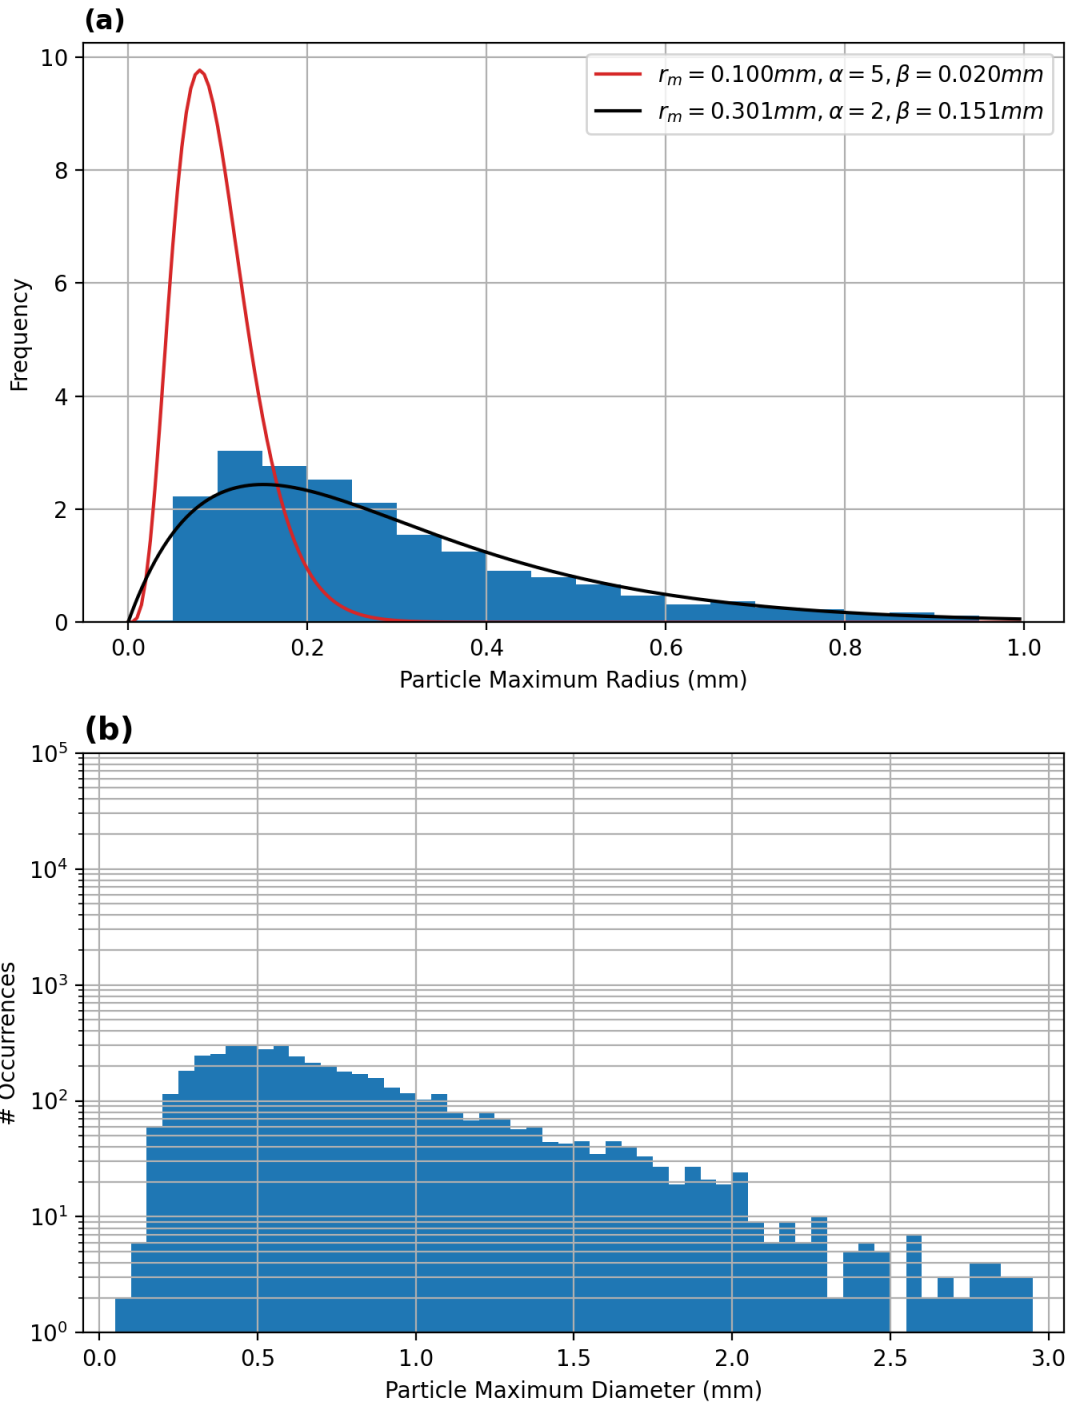 (a)
10
8
6
4
2
0
Frequency
r_m = 0.100mm, α = 5, β = 0.020mm
r_m = 0.301mm, α = 2, β = 0.151mm
0.0 0.2 0.4 0.6 0.8 1.0
Particle Maximum Radius (mm)
(b)
10^5
10^4
10^3
10^2
10^1
10^0
# Occurrences
0.0 0.5 1.0 1.5 2.0 2.5 3.0
Particle Maximum Diameter (mm)